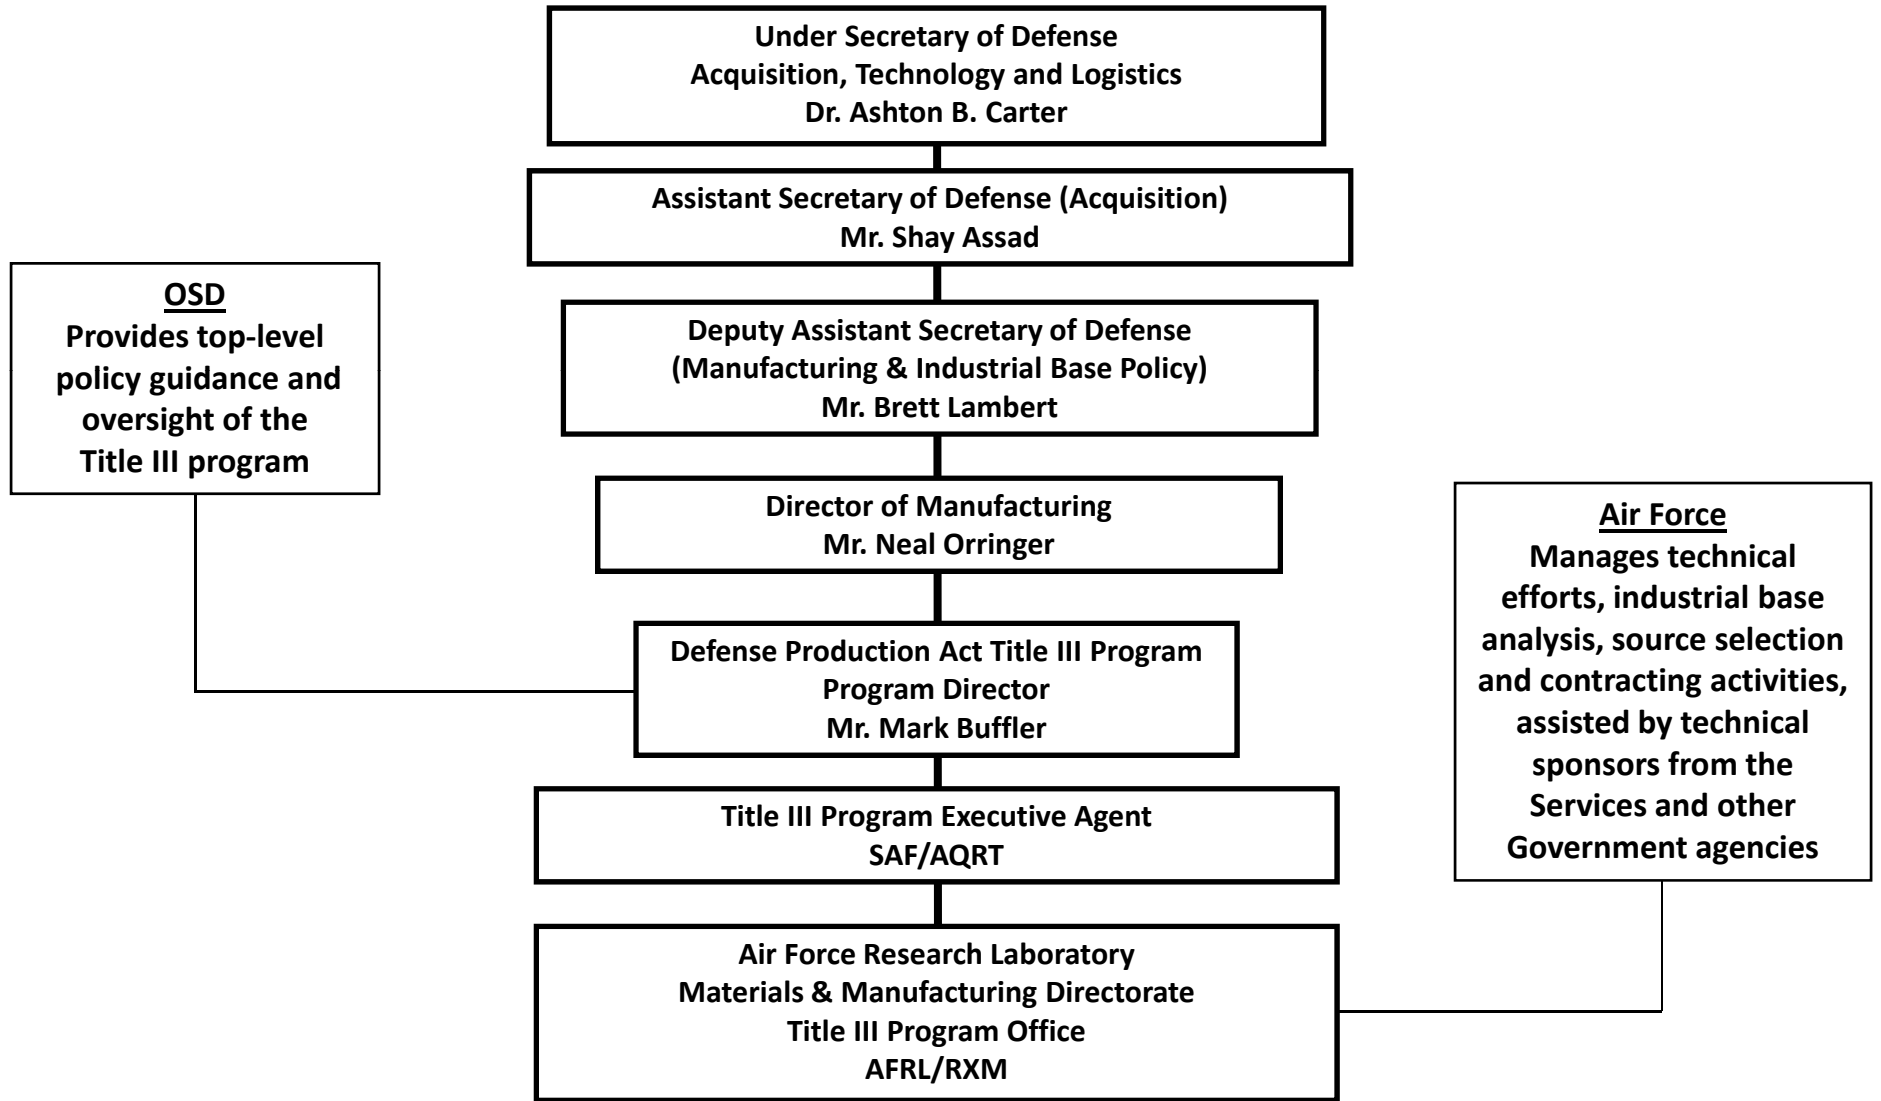 Under Secretary of Defense
Acquisition, Technology and Logistics
Dr. Ashton B. Carter
Assistant Secretary of Defense (Acquisition)
Mr. Shay Assad
OSD
Provides top-level
policy guidance and
oversight of the
Title III program
Deputy Assistant Secretary of Defense
(Manufacturing & Industrial Base Policy)
Mr. Brett Lambert
Director of Manufacturing
Mr. Neal Orringer
Air Force
Manages technical
efforts, industrial base
analysis, source selection
and contracting activities,
assisted by technical
sponsors from the
Services and other
Government agencies
Defense Production Act Title III Program
Program Director
Mr. Mark Buffler
Title III Program Executive Agent
SAF/AQRT
Air Force Research Laboratory
Materials & Manufacturing Directorate
Title III Program Office
AFRL/RXM